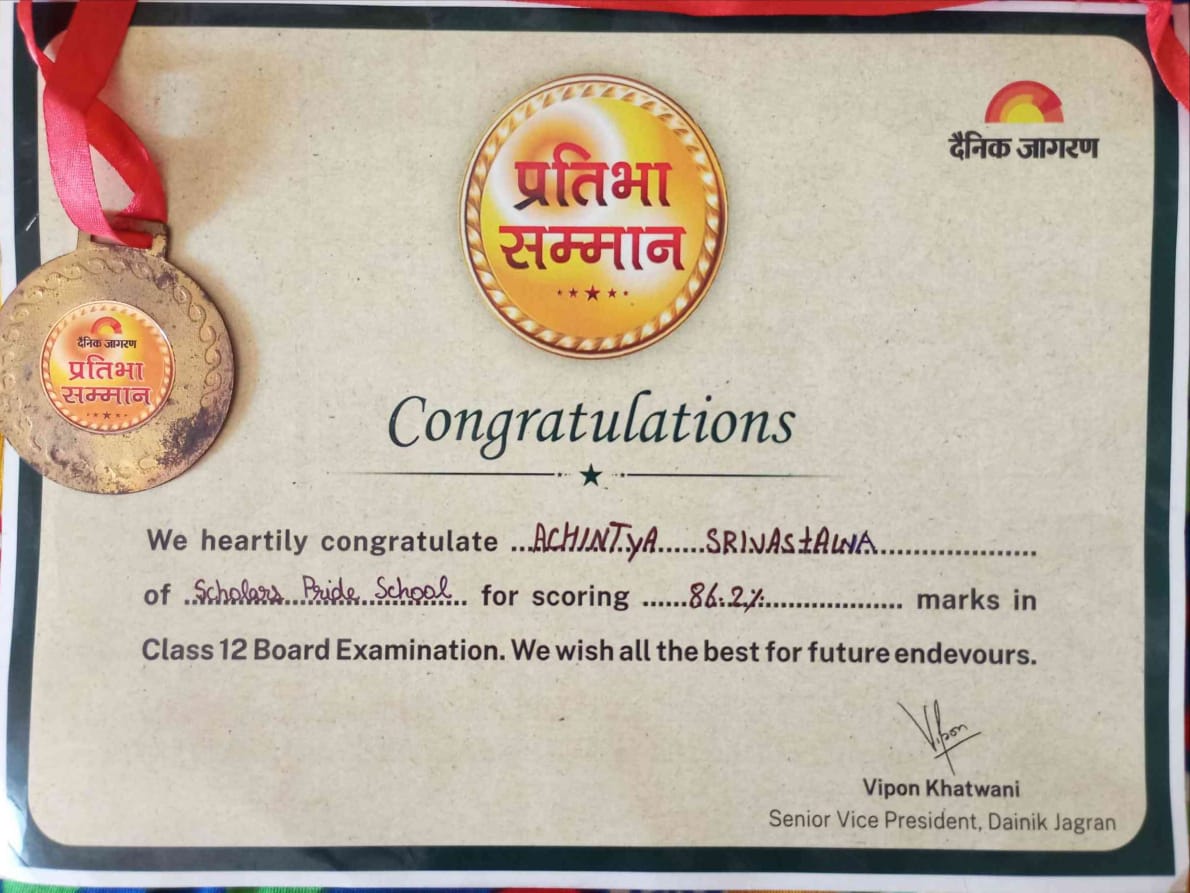 दैनिक जागरण
प्रतिभा
सम्मान
दैनिक जागरण
प्रतिभा
सम्मान
Congratulations
We heartily congratulate ...ACHINTYA......SRIVASTAWA......................
of ..Scholars..Pride..School.. for scoring ......86.2%.................... marks in
Class 12 Board Examination. We wish all the best for future endevours.
Vipon
Vipon Khatwani
Senior Vice President, Dainik Jagran